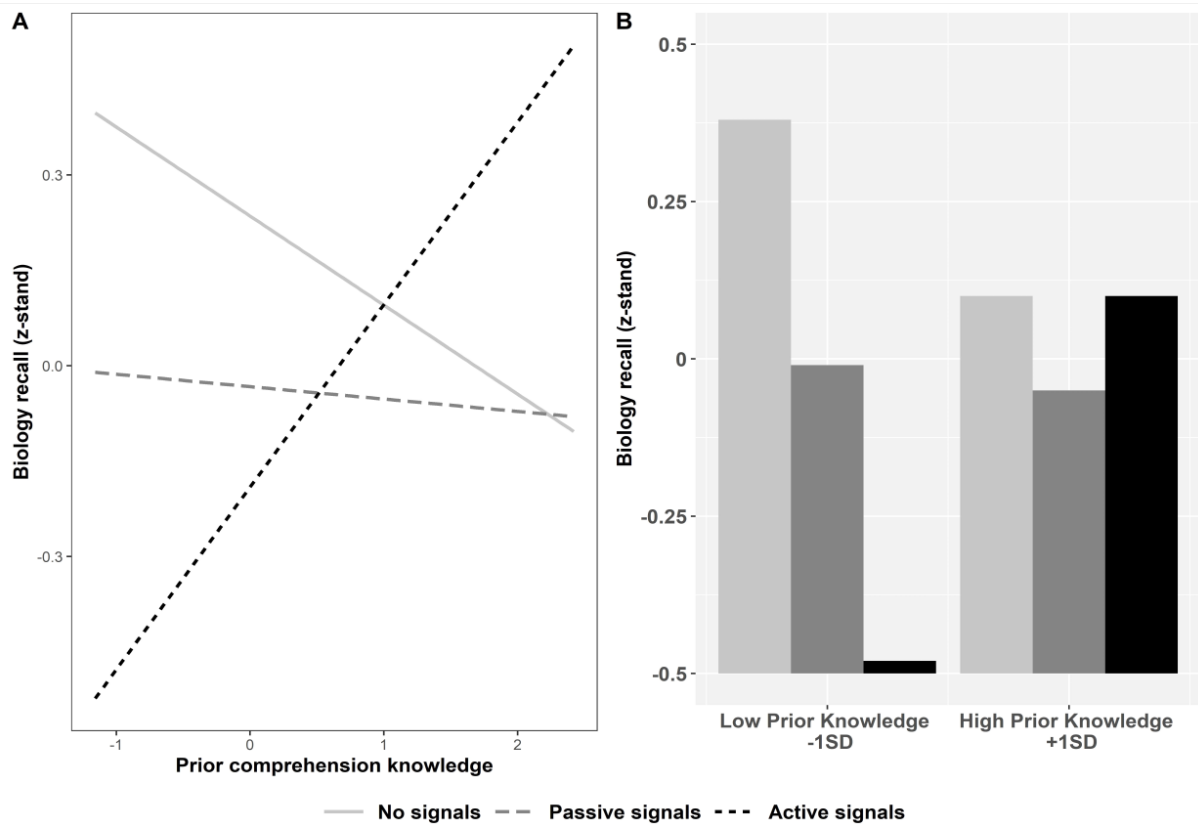 A
Biology recall (z-stand)
0.3
0.0
-0.3
-1
0
1
2
Prior comprehension knowledge
B
Biology recall (z-stand)
0.5
0.25
0
-0.25
-0.5
Low Prior Knowledge
-1SD
High Prior Knowledge
+1SD
No signals
Passive signals
Active signals